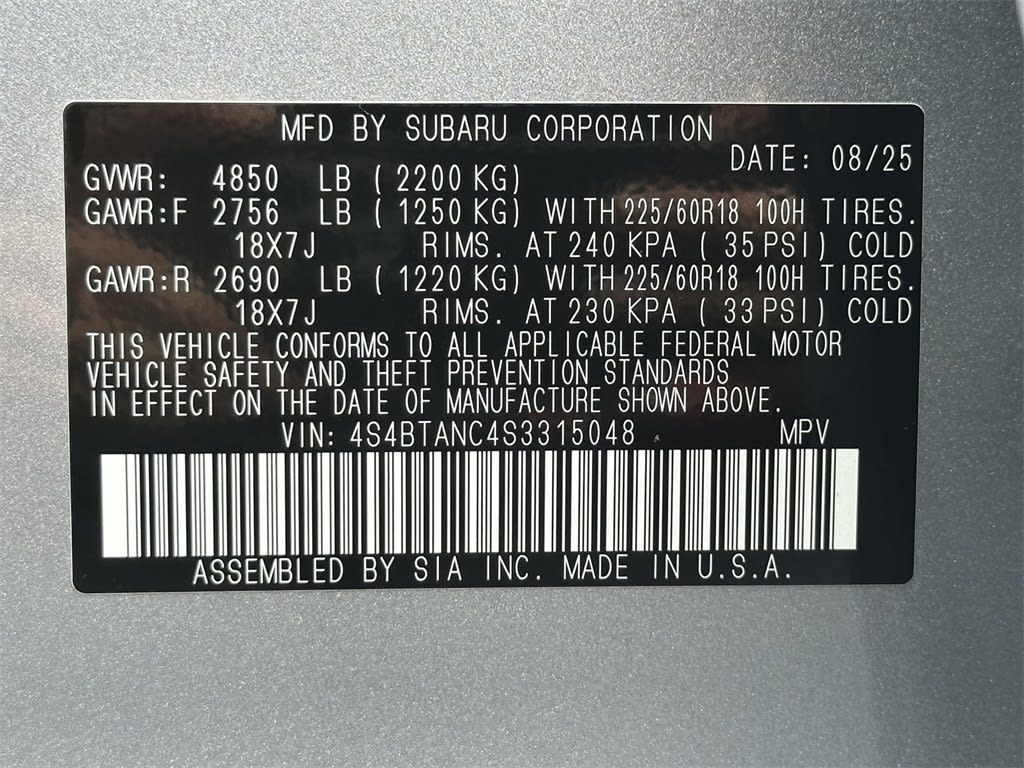 MFD BY SUBARU CORPORATION
DATE: 08/25
GVWR: 4850 LB ( 2200 KG)
GAWR:F 2756 LB ( 1250 KG) WITH 225/60R18 100H TIRES.
18X7J RIMS. AT 240 KPA ( 35 PSI) COLD
GAWR:R 2690 LB ( 1220 KG) WITH 225/60R18 100H TIRES.
18X7J RIMS. AT 230 KPA ( 33 PSI) COLD
THIS VEHICLE CONFORMS TO ALL APPLICABLE FEDERAL MOTOR
VEHICLE SAFETY AND THEFT PREVENTION STANDARDS
IN EFFECT ON THE DATE OF MANUFACTURE SHOWN ABOVE.
VIN: 4S4BTANC4S3315048 MPV
ASSEMBLED BY SIA INC. MADE IN U.S.A.